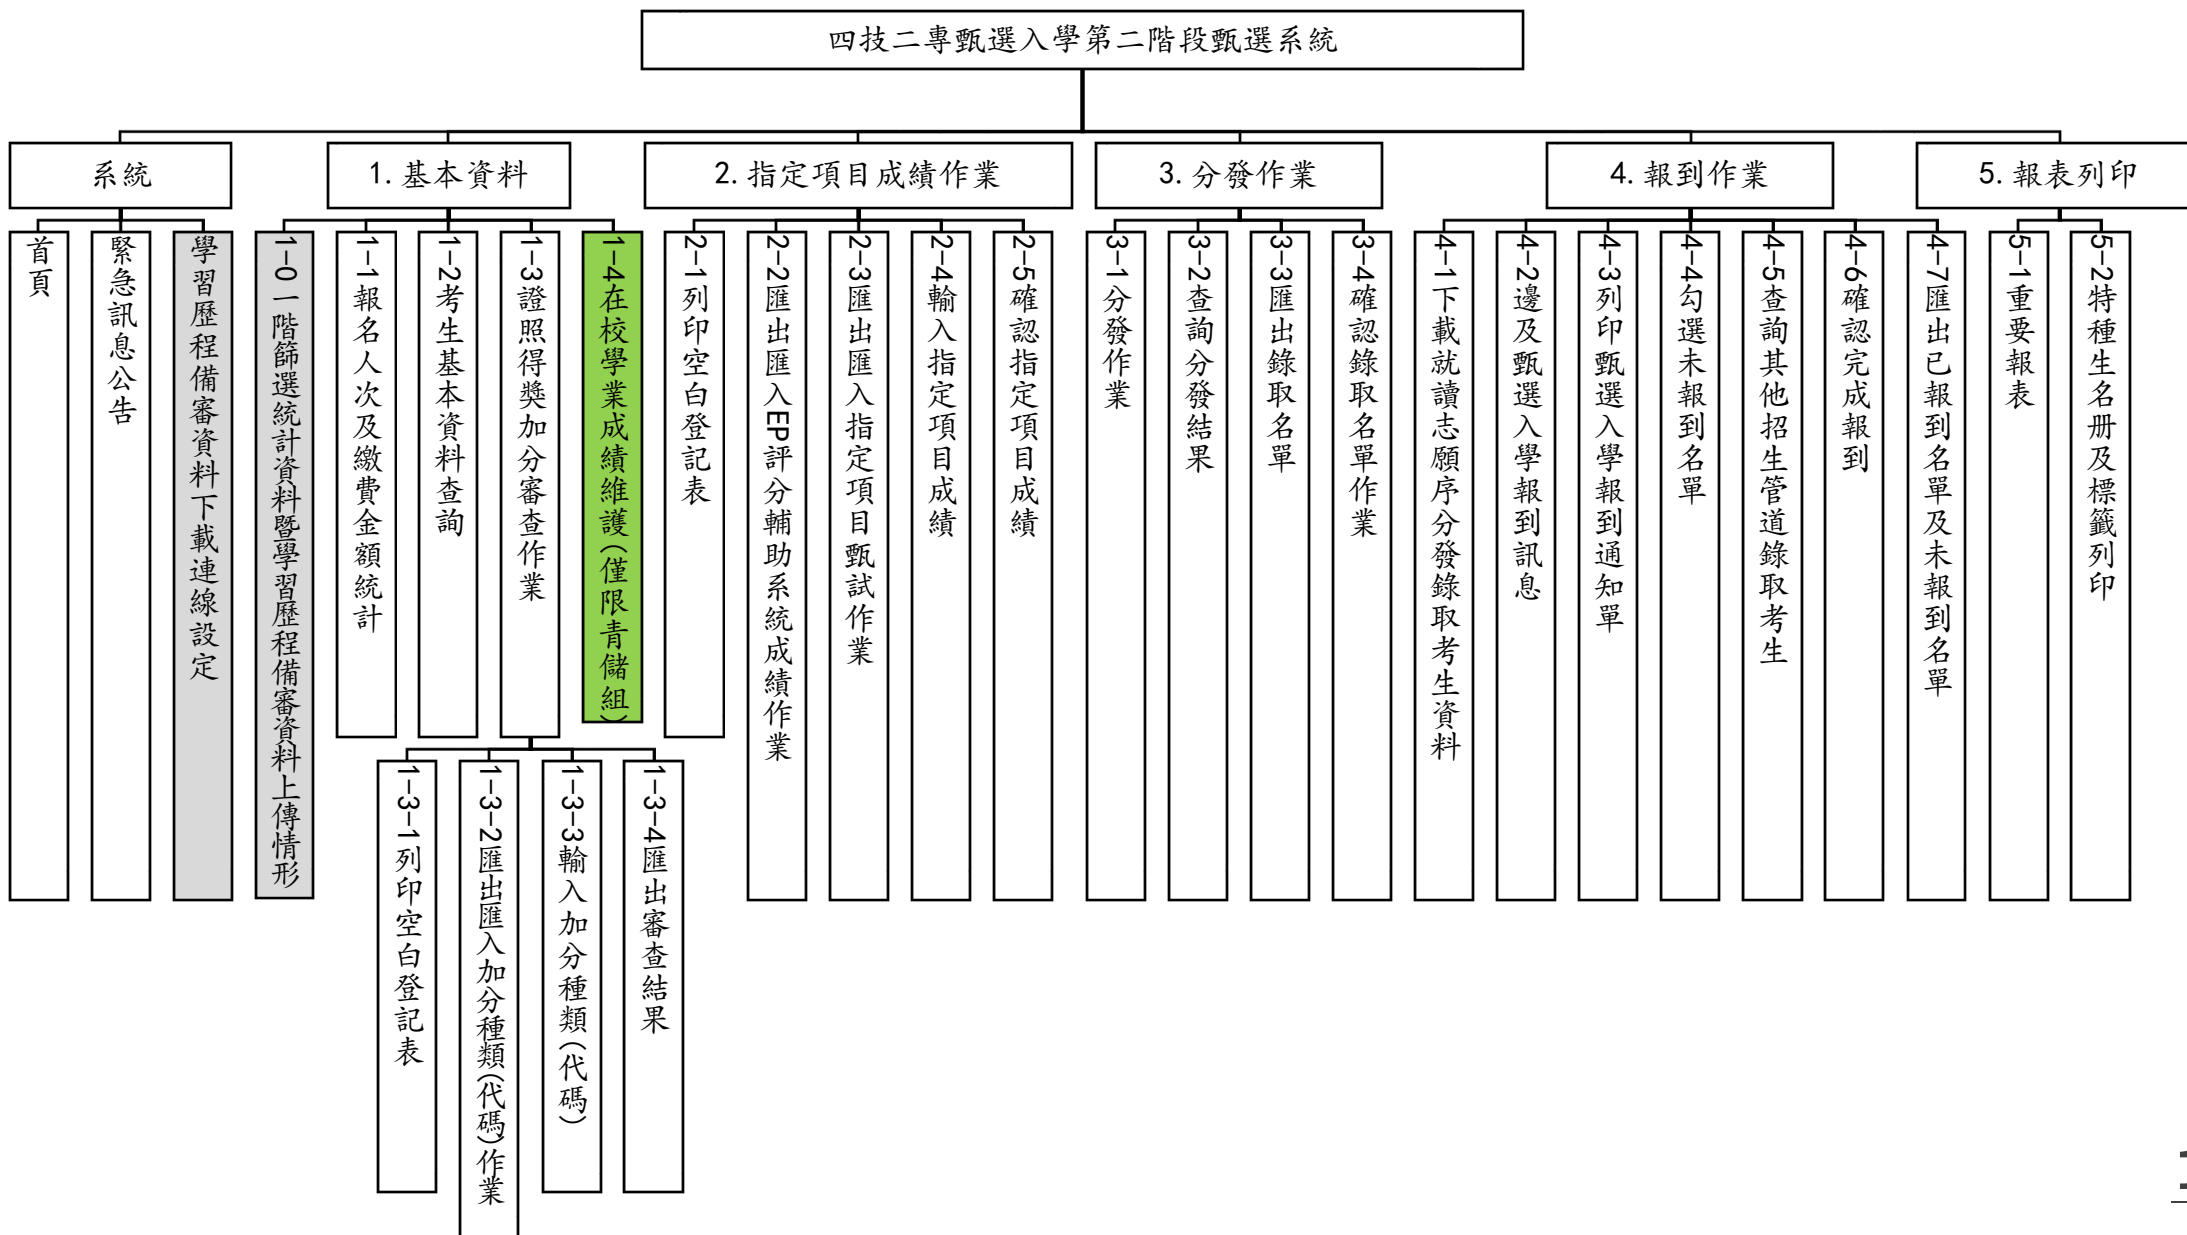 四技二專甄選入學第二階段甄選系統
系統
1.基本資料
2.指定項目成績作業
3.分發作業
4.報到作業
5.報表列印
首頁
緊急訊息公告
學習歷程備審資料下載連線設定
1-0一階篩選統計資料暨學習歷程備審資料上傳情形
1-1報名人次及繳費金額統計
1-2考生基本資料查詢
1-3證照得獎加分審查作業
1-4在校學業成績維護(僅限青儲組)
2-1列印空白登記表
2-2匯出匯入EP評分輔助系統成績作業
2-3匯出匯入指定項目甄試作業
2-4輸入指定項目成績
2-5確認指定項目成績
3-1分發作業
3-2查詢分發結果
3-3匯出錄取名單
3-4確認錄取名單作業
4-1下載就讀志願序分發錄取考生資料
4-2邊及甄選入學報到訊息
4-3列印甄選入學報到通知單
4-4勾選未報到名單
4-5查詢其他招生管道錄取考生
4-6確認完成報到
4-7匯出已報到名單及未報到名單
5-1重要報表
5-2特種生名册及標籤列印
1-3-1列印空白登記表
1-3-2匯出匯入加分種類(代碼)作業
1-3-3輸入加分種類(代碼)
1-3-4匯出審查結果